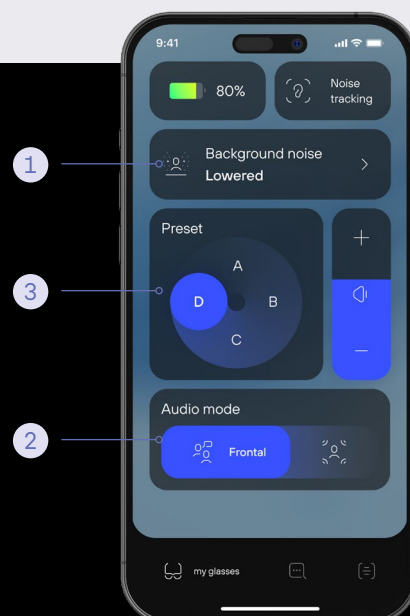 9:41
80%
Noise
tracking
1
Background noise
Lowered
Preset
A
3
D
B
C
Audio mode
2
Frontal
my glasses